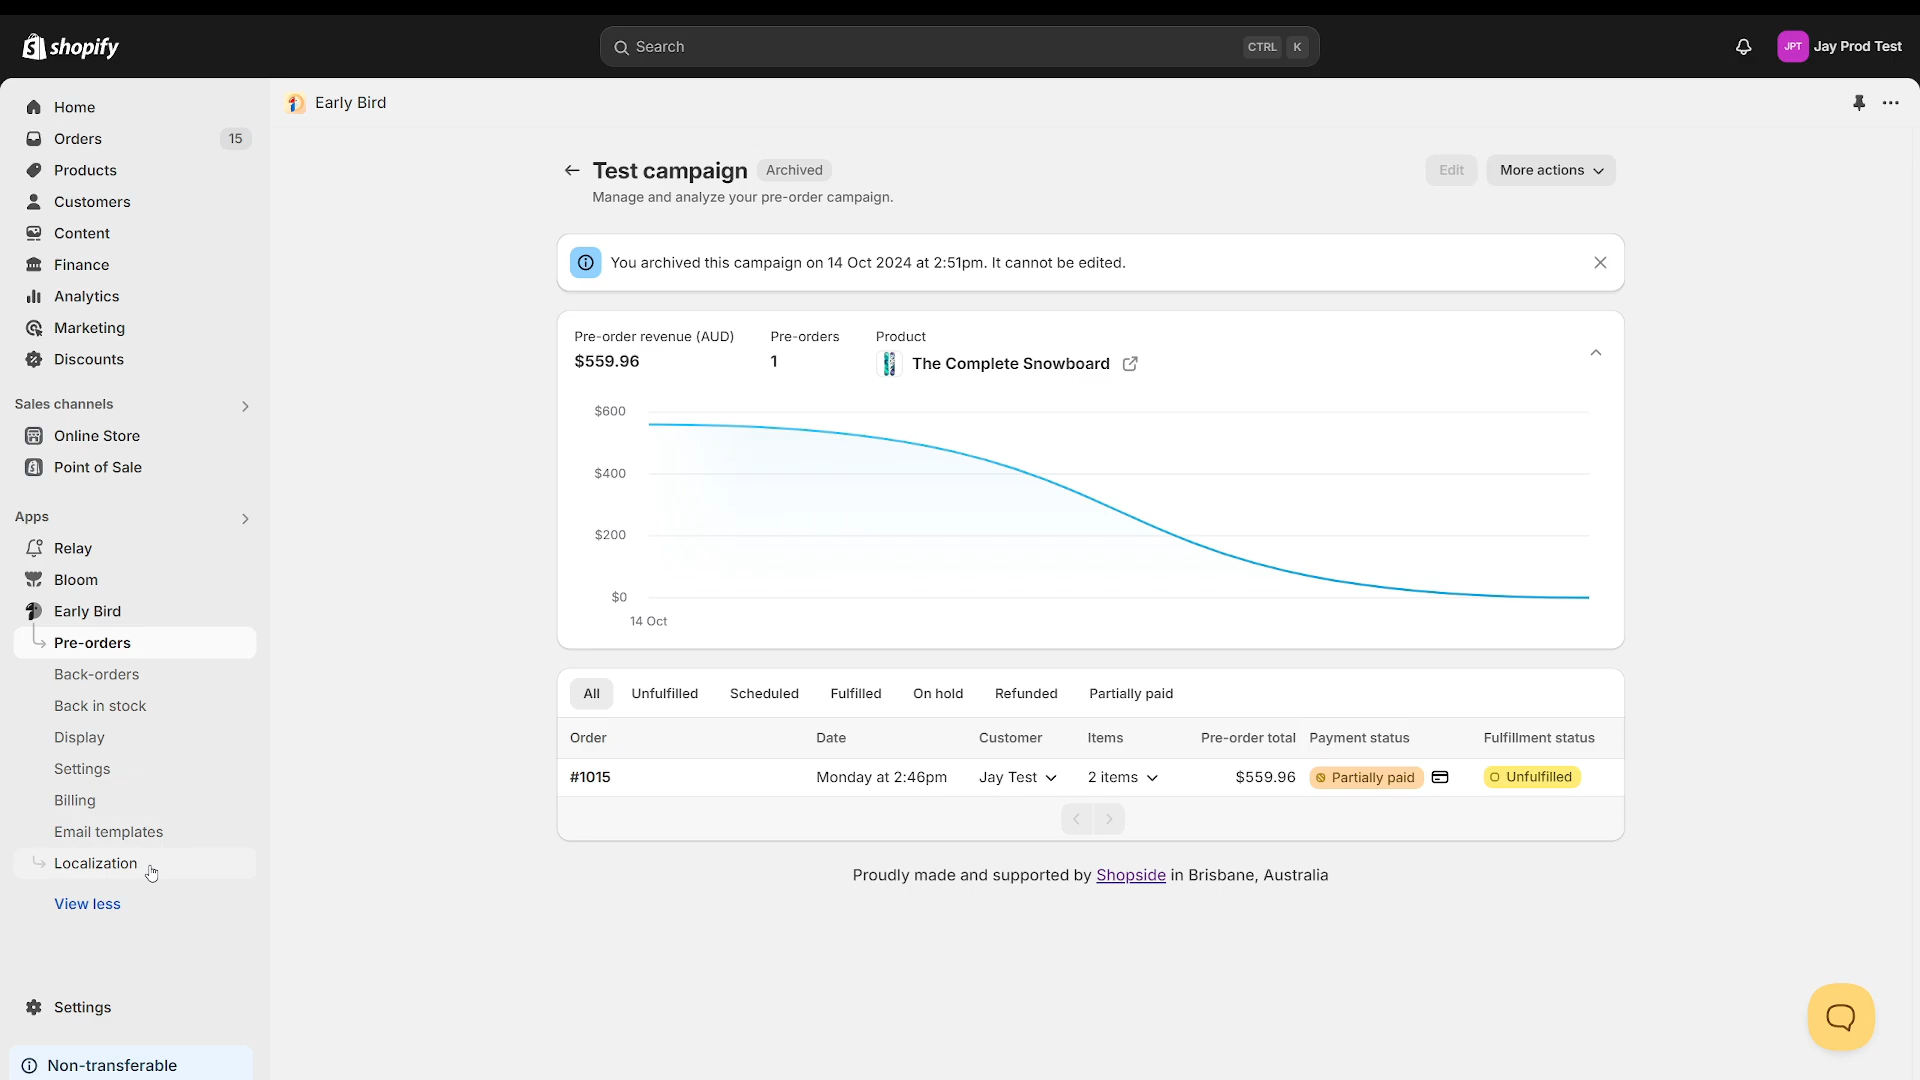 shopify
Search
CTRL K
JPT
Jay Prod Test
Home
Orders 15
Products
Customers
Content
Finance
Analytics
Marketing
Discounts
Sales channels
Online Store
Point of Sale
Apps
Relay
Bloom
Early Bird
Pre-orders
Back-orders
Back in stock
Display
Settings
Billing
Email templates
Localization
View less
Settings
Non-transferable
Early Bird
Test campaign Archived
Edit More actions
Manage and analyze your pre-order campaign.
You archived this campaign on 14 Oct 2024 at 2:51pm. It cannot be edited.
Pre-order revenue (AUD) Pre-orders Product
$559.96 1 The Complete Snowboard
$600
$400
$200
$0
14 Oct
All Unfulfilled Scheduled Fulfilled On hold Refunded Partially paid
Order Date Customer Items Pre-order total Payment status Fulfillment status
#1015 Monday at 2:46pm Jay Test 2 items $559.96 Partially paid Unfulfilled
Proudly made and supported by Shopside in Brisbane, Australia